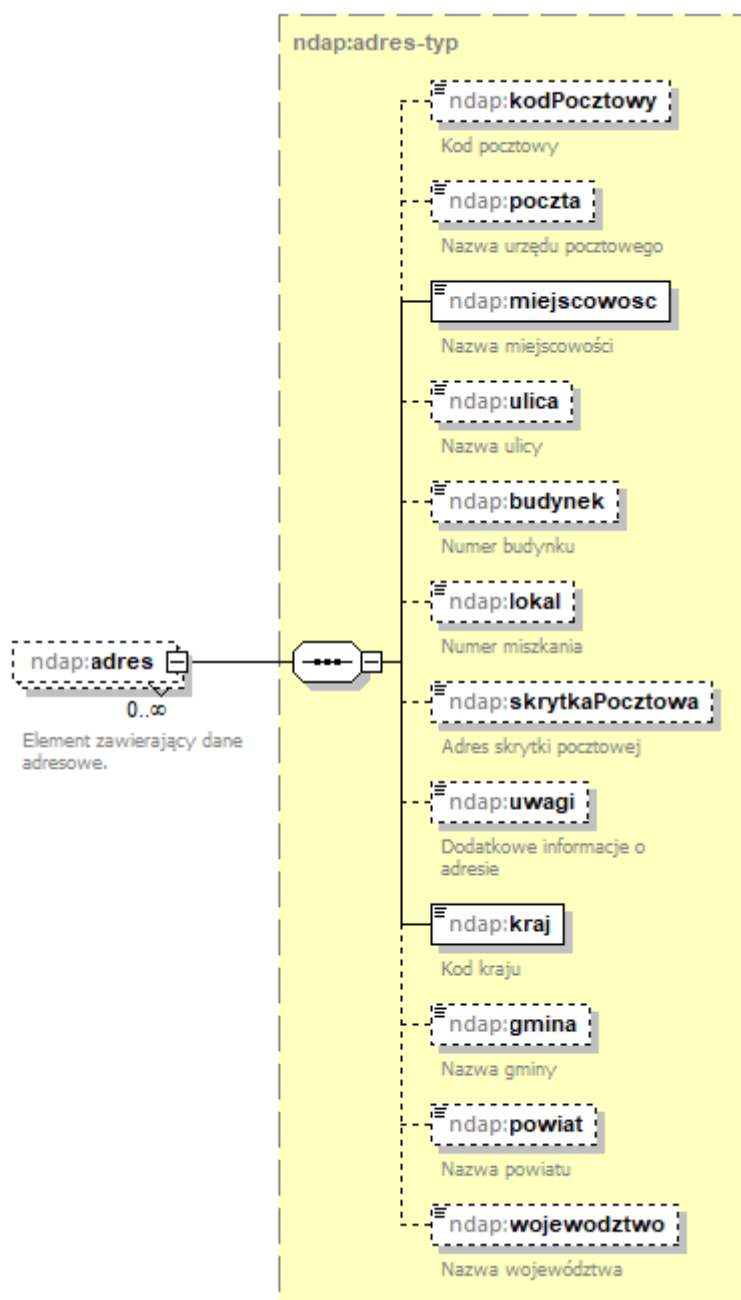 ndap:adres-typ
ndap:kodPocztowy
Kod pocztowy
ndap:poczta
Nazwa urzędu pocztowego
ndap:miejscowosc
Nazwa miejscowości
ndap:ulica
Nazwa ulicy
ndap:budynek
Numer budynku
ndap:lokal
Numer miszkania
ndap:adres
0..∞
Element zawierający dane
adresowe.
ndap:skrytkaPocztowa
Adres skrytki pocztowej
ndap:uwagi
Dodatkowe informacje o
adresie
ndap:kraj
Kod kraju
ndap:gmina
Nazwa gminy
ndap:powiat
Nazwa powiatu
ndap:wojewodztwo
Nazwa województwa